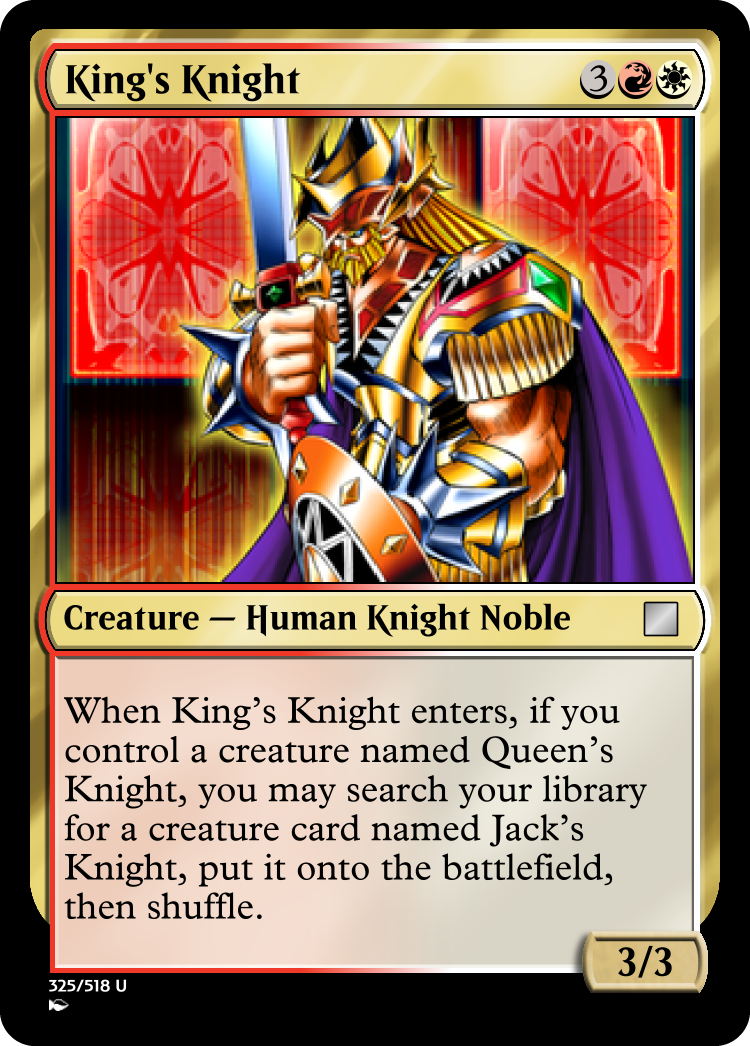 King's Knight 3
Creature — Human Knight Noble
When King’s Knight enters, if you
control a creature named Queen’s
Knight, you may search your library
for a creature card named Jack’s
Knight, put it onto the battlefield,
then shuffle.
3/3
325/518 U